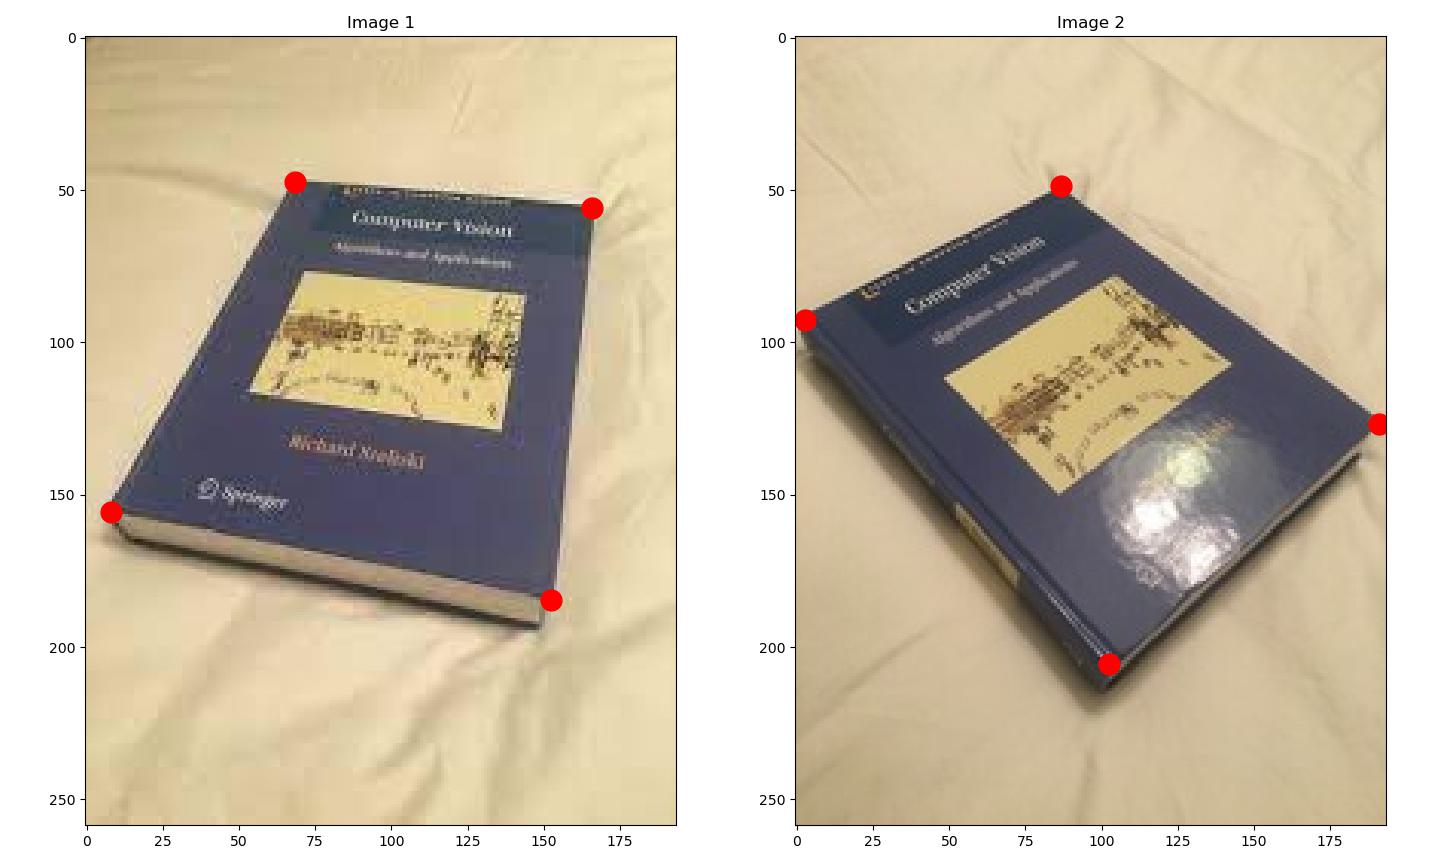 Image 1
Image 2
0
50
100
150
200
250
0 25 50 75 100 125 150 175
Computer Vision
Algorithms and Applications
Richard Szeliski
Springer
0
50
100
150
200
250
0 25 50 75 100 125 150 175
Computer Vision
Algorithms and Applications